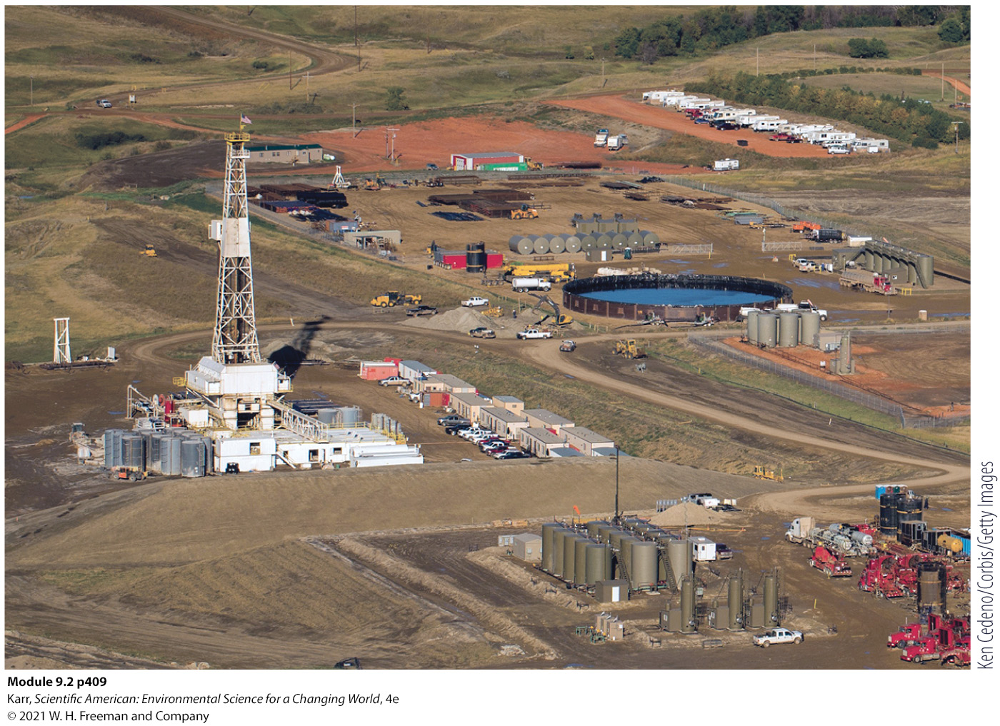 Ken Cedeno/Corbis/Getty Images
Module 9.2 p409
Karr, Scientific American: Environmental Science for a Changing World, 4e
© 2021 W. H. Freeman and Company